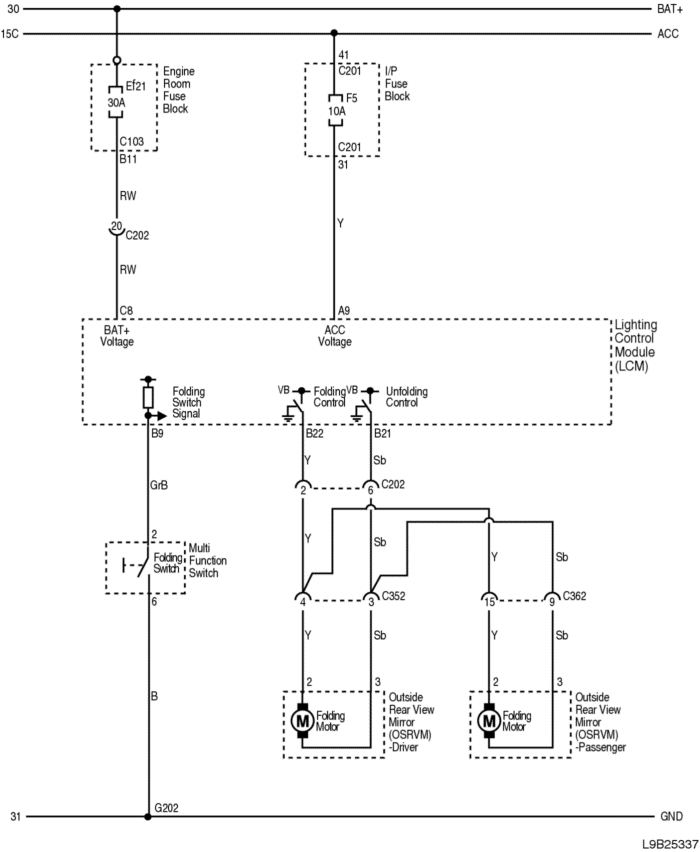 30 BAT+
15C ACC
41
Engine
Room
Fuse
Block
Ef21
30A
C103
B11
C201
I/P
Fuse
Block
F5
10A
C201
31
RW
20
C202
RW
Y
C8
A9
BAT+
Voltage
ACC
Voltage
Lighting
Control
Module
(LCM)
Folding
Switch
Signal
VB
Folding
Control
VB
Unfolding
Control
B9
B22
B21
GrB
Y
Sb
2
6
C202
Y
Sb
Y
Sb
2
Folding
Switch
Multi
Function
Switch
6
4
3
C352
15
9
C362
Y
Sb
Y
Sb
B
2
3
2
3
M
Folding
Motor
Outside
Rear View
Mirror
(OSRVM)
-Driver
M
Folding
Motor
Outside
Rear View
Mirror
(OSRVM)
-Passenger
G202
31 GND
L9B25337